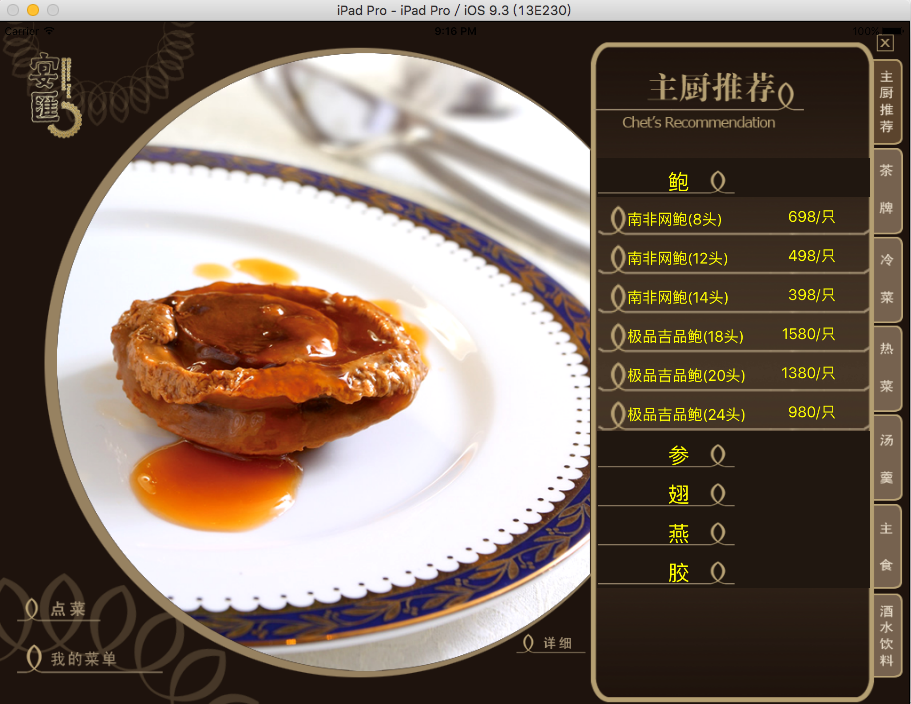 iPad Pro - iPad Pro / iOS 9.3 (13E230)
Carrier
9:16 PM
100%
X
主厨推荐
Chef's Recommendation
鲍
南非网鲍(8头) 698/只
南非网鲍(12头) 498/只
南非网鲍(14头) 398/只
极品吉品鲍(18头) 1580/只
极品吉品鲍(20头) 1380/只
极品吉品鲍(24头) 980/只
参
翅
燕
胶
主厨推荐
茶牌
冷菜
热菜
汤羹
主食
酒水饮料
点菜
我的菜单
详细